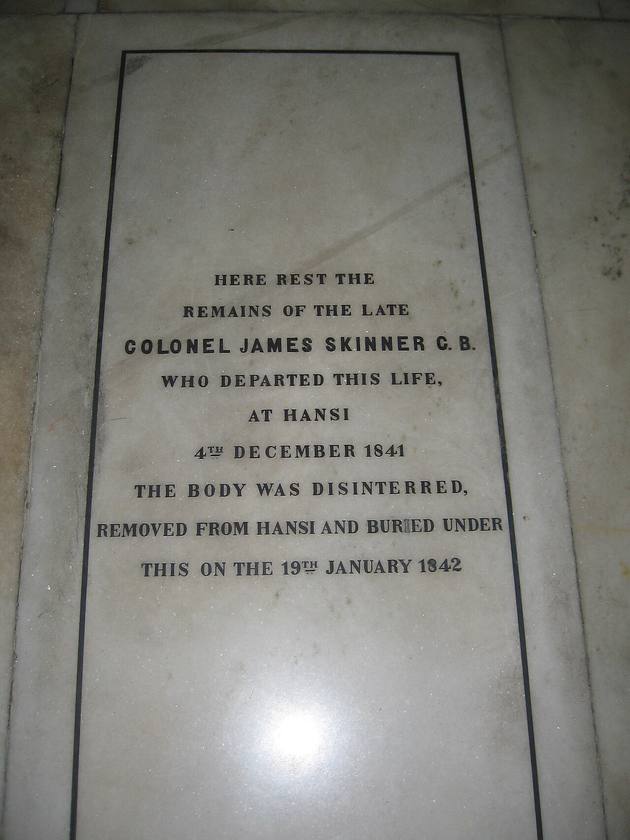 HERE REST THE
REMAINS OF THE LATE
COLONEL JAMES SKINNER C. B.
WHO DEPARTED THIS LIFE,
AT HANSI
4TH DECEMBER 1841
THE BODY WAS DISINTERRED,
REMOVED FROM HANSI AND BURIED UNDER
THIS ON THE 19TH JANUARY 1842